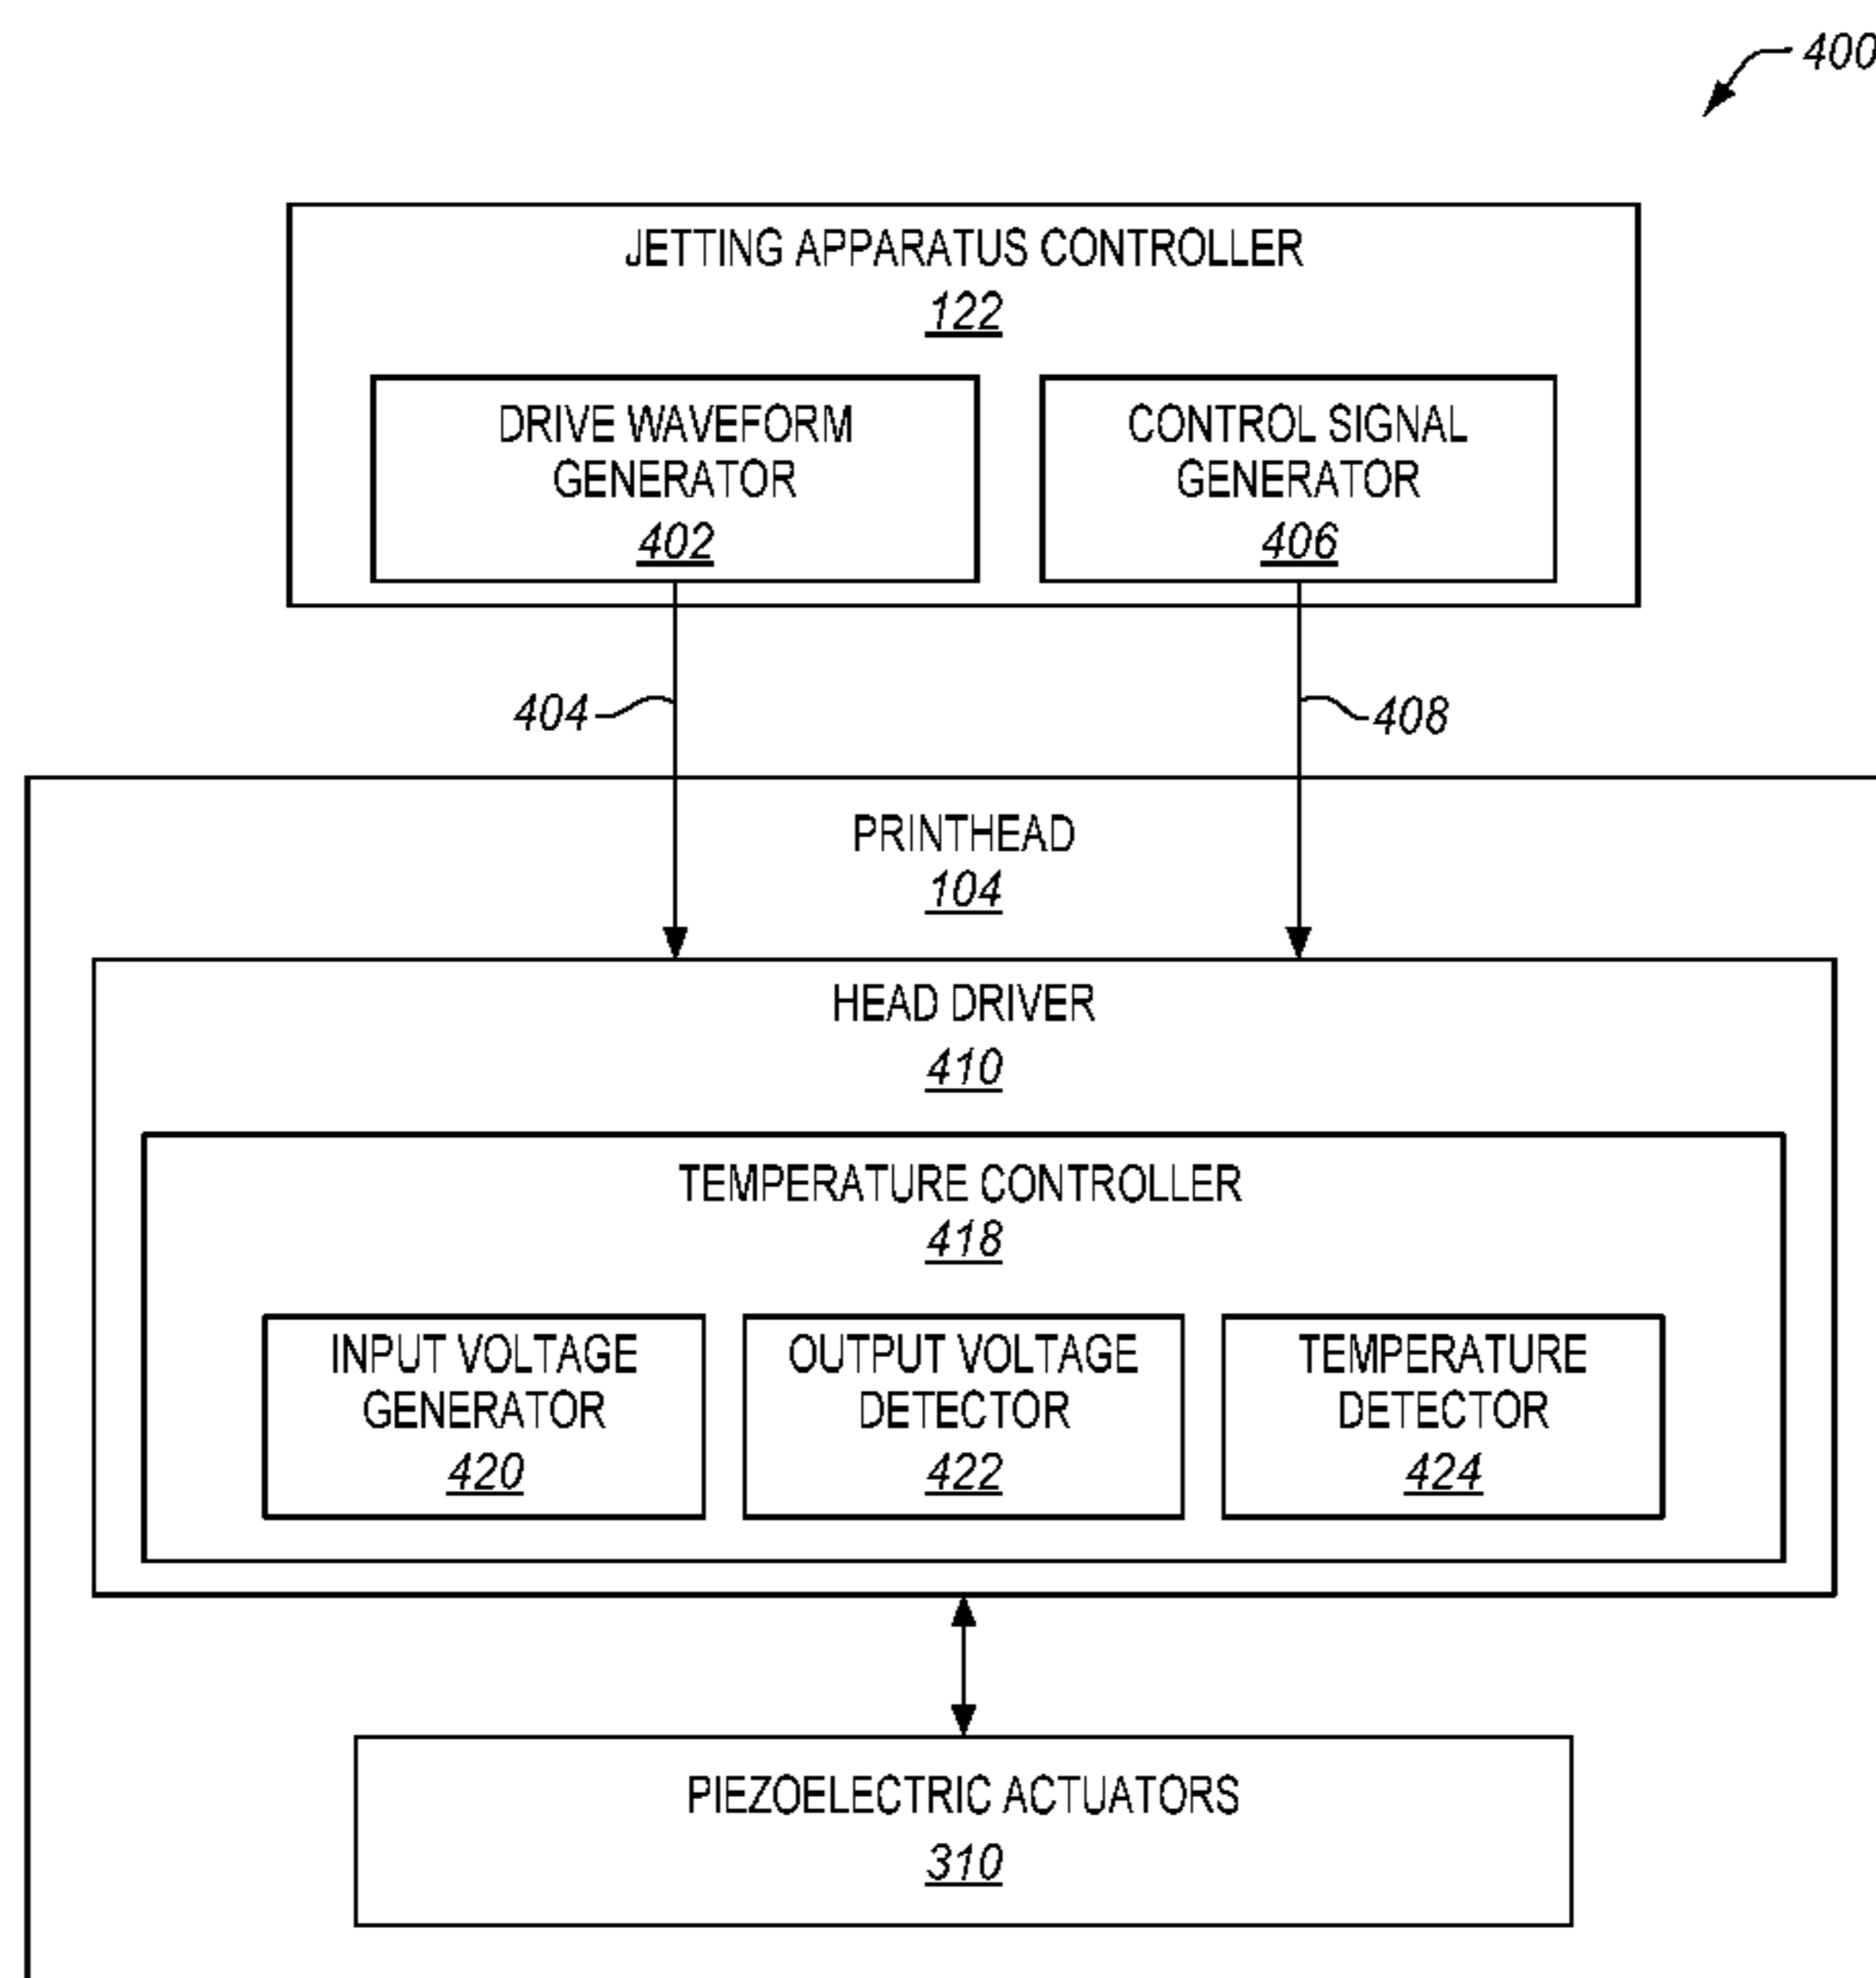 400
JETTING APPARATUS CONTROLLER
122
DRIVE WAVEFORM
GENERATOR
402
CONTROL SIGNAL
GENERATOR
406
404
408
PRINTHEAD
104
HEAD DRIVER
410
TEMPERATURE CONTROLLER
418
INPUT VOLTAGE
GENERATOR
420
OUTPUT VOLTAGE
DETECTOR
422
TEMPERATURE
DETECTOR
424
PIEZOELECTRIC ACTUATORS
310